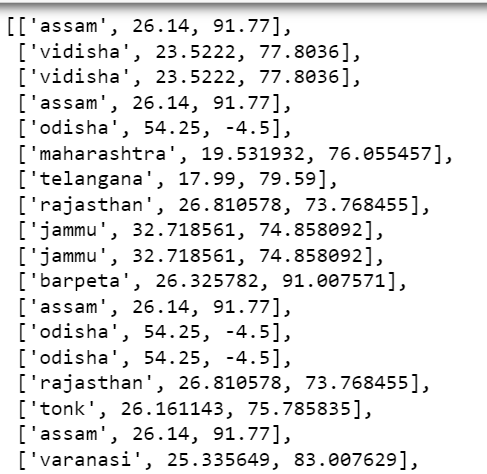 [['assam', 26.14, 91.77],
['vidisha', 23.5222, 77.8036],
['vidisha', 23.5222, 77.8036],
['assam', 26.14, 91.77],
['odisha', 54.25, -4.5],
['maharashtra', 19.531932, 76.055457],
['telangana', 17.99, 79.59],
['rajasthan', 26.810578, 73.768455],
['jammu', 32.718561, 74.858092],
['jammu', 32.718561, 74.858092],
['barpeta', 26.325782, 91.007571],
['assam', 26.14, 91.77],
['odisha', 54.25, -4.5],
['odisha', 54.25, -4.5],
['rajasthan', 26.810578, 73.768455],
['tonk', 26.161143, 75.785835],
['assam', 26.14, 91.77],
['varanasi', 25.335649, 83.007629],